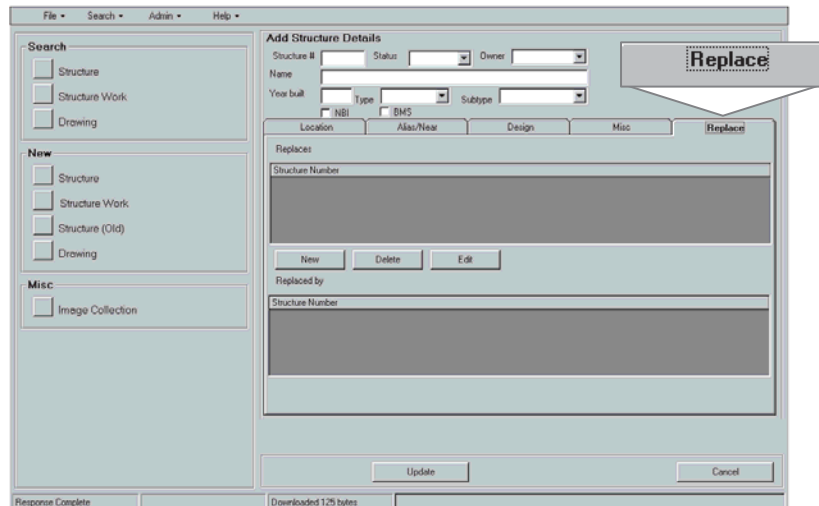 File Search Admin Help
Search
Structure
Structure Work
Drawing
New
Structure
Structure Work
Structure (Old)
Drawing
Misc
Image Collection
Add Structure Details
Structure # Status Owner
Name
Year built Type Subtype
NBI BMS
Location Alias/Near Design Misc Replace
Replaces
Structure Number
New Delete Edit
Replaced by
Structure Number
Update Cancel
Replace
Response Complete Downloaded 125 bytes